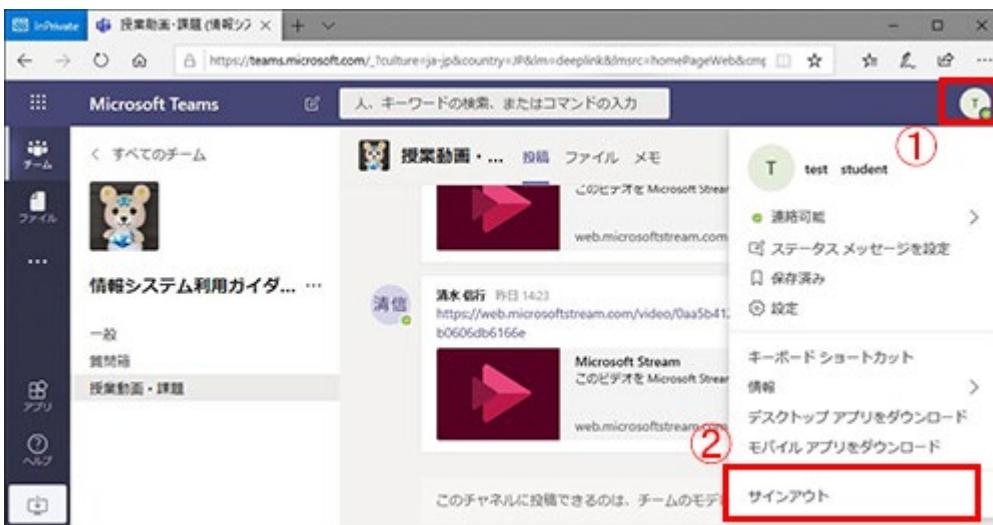 InPrivate
授業動画・課題 (情報シス
https://teams.microsoft.com/_?culture=ja-jp&country=JP&lm=deeplink&lmsrc=homePageWeb&cmp
Microsoft Teams
人、キーワードの検索、またはコマンドの入力
T
①
チーム
ファイル
アプリ
ヘルプ
すべてのチーム
情報システム利用ガイダ... ...
一般
質問箱
授業動画・課題
授業動画・... 投稿 ファイル メモ
このビデオを Microsoft Strear
web.microsoftstream.com
清信
清水 信行 昨日 14:23
https://web.microsoftstream.com/video/0aa5b41
b0606db6166e
Microsoft Stream
このビデオを Microsoft Strear
web.microsoftstream.com
このチャネルに投稿できるのは、チームのモデ
T test student
連絡可能
ステータス メッセージを設定
保存済み
設定
キーボード ショートカット
情報
デスクトップ アプリをダウンロード
モバイル アプリをダウンロード
②
サインアウト